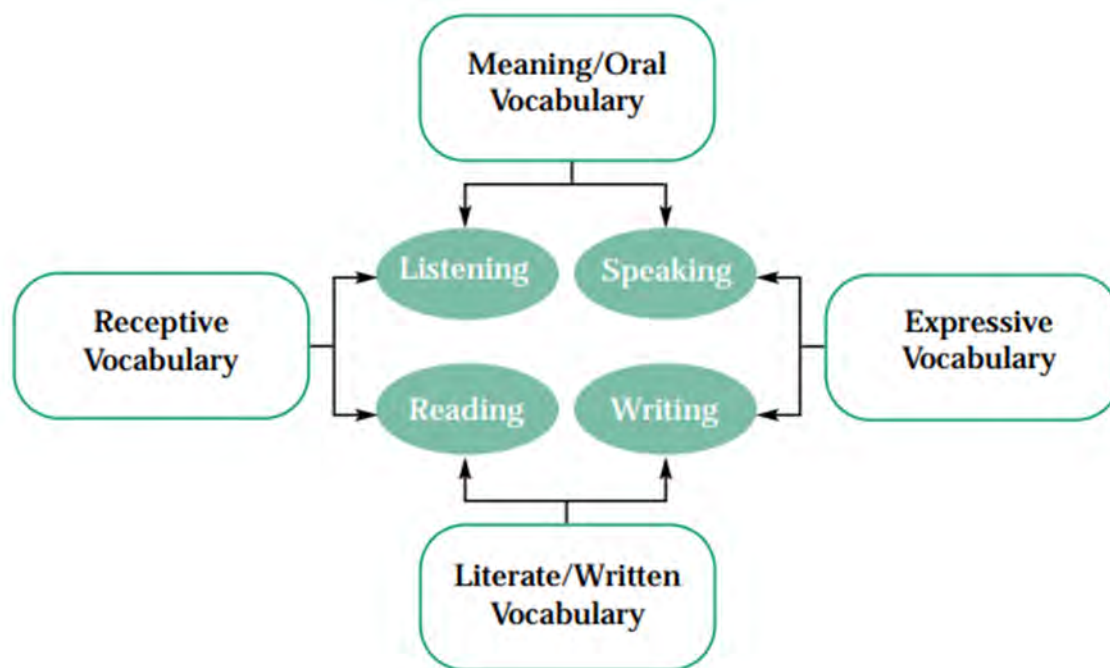 Meaning/Oral
Vocabulary
Listening
Speaking
Receptive
Vocabulary
Expressive
Vocabulary
Reading
Writing
Literate/Written
Vocabulary